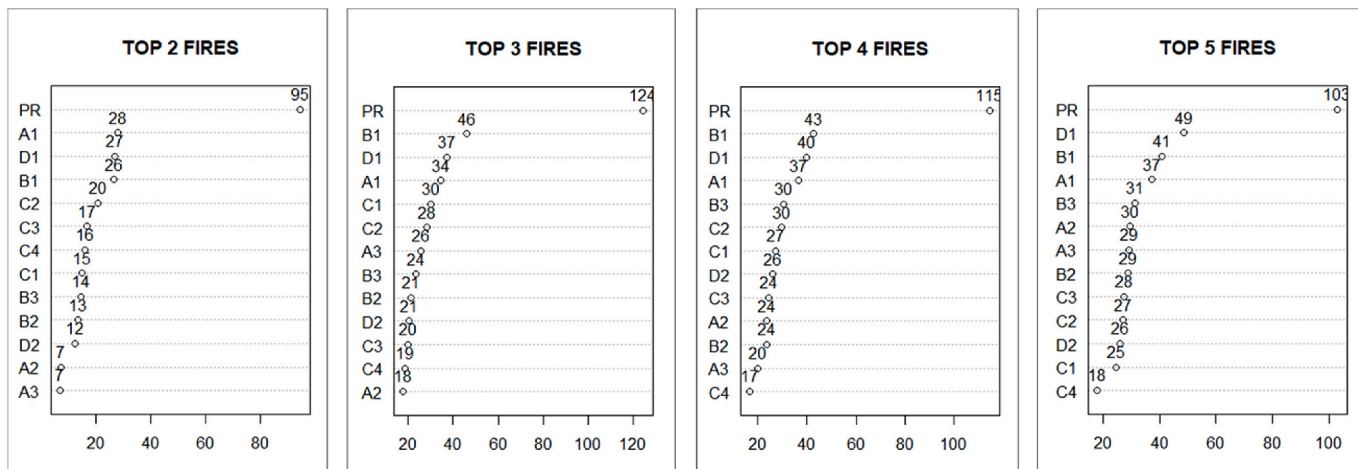 TOP 2 FIRES
95
PR
28
A1
27
D1
26
B1
20
C2
17
C3
16
C4
15
C1
14
B3
13
B2
12
D2
7
A2
7
A3
20 40 60 80
TOP 3 FIRES
124
PR
46
B1
37
D1
34
A1
30
C1
28
C2
26
A3
24
B3
21
B2
21
D2
20
C3
19
C4
18
A2
20 40 60 80 100 120
TOP 4 FIRES
115
PR
43
B1
40
D1
37
A1
30
B3
30
C2
27
C1
26
D2
24
C3
24
A2
24
B2
20
A3
17
C4
20 40 60 80 100
TOP 5 FIRES
103
PR
49
D1
41
B1
37
A1
31
B3
30
A2
29
A3
29
B2
28
C3
27
C2
26
D2
25
C1
18
C4
20 40 60 80 100